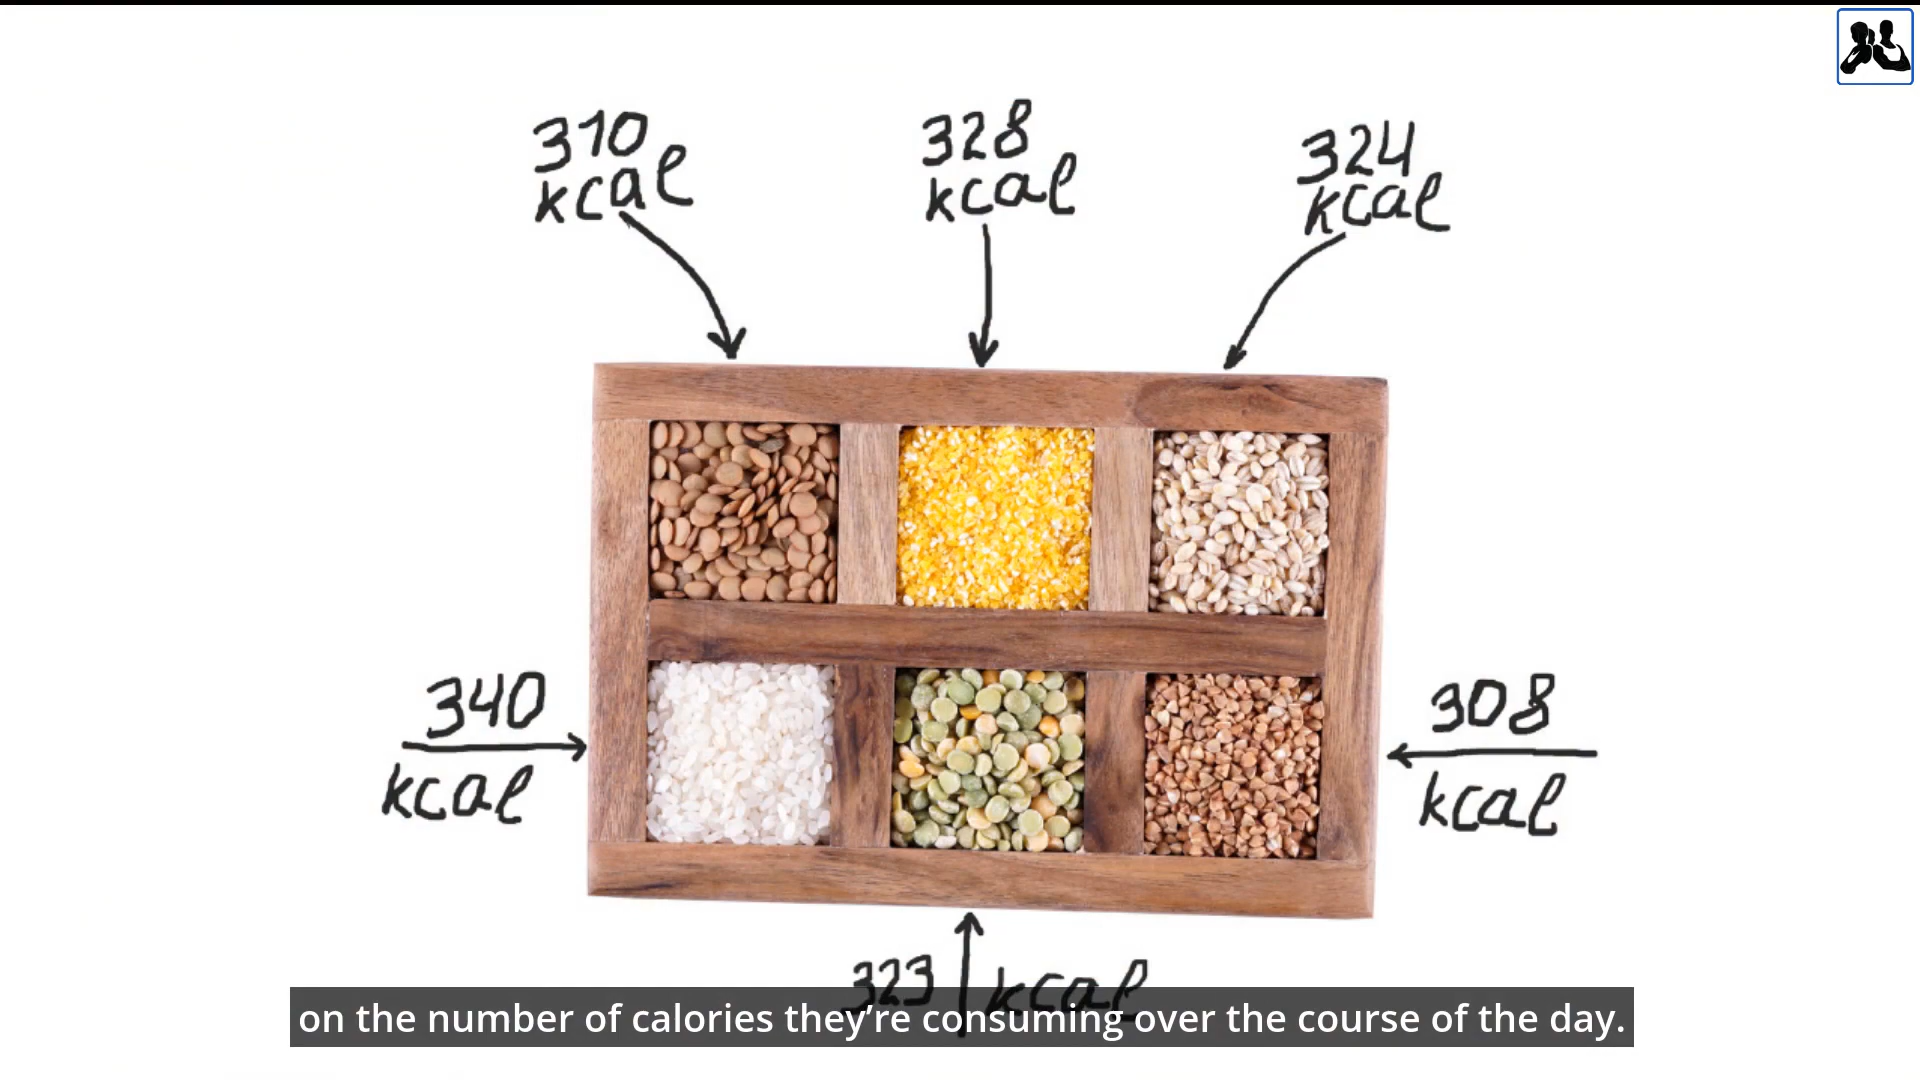 310
kcal
328
kcal
324
kcal
340
kcal
308
kcal
323 kcal
on the number of calories they’re consuming over the course of the day.